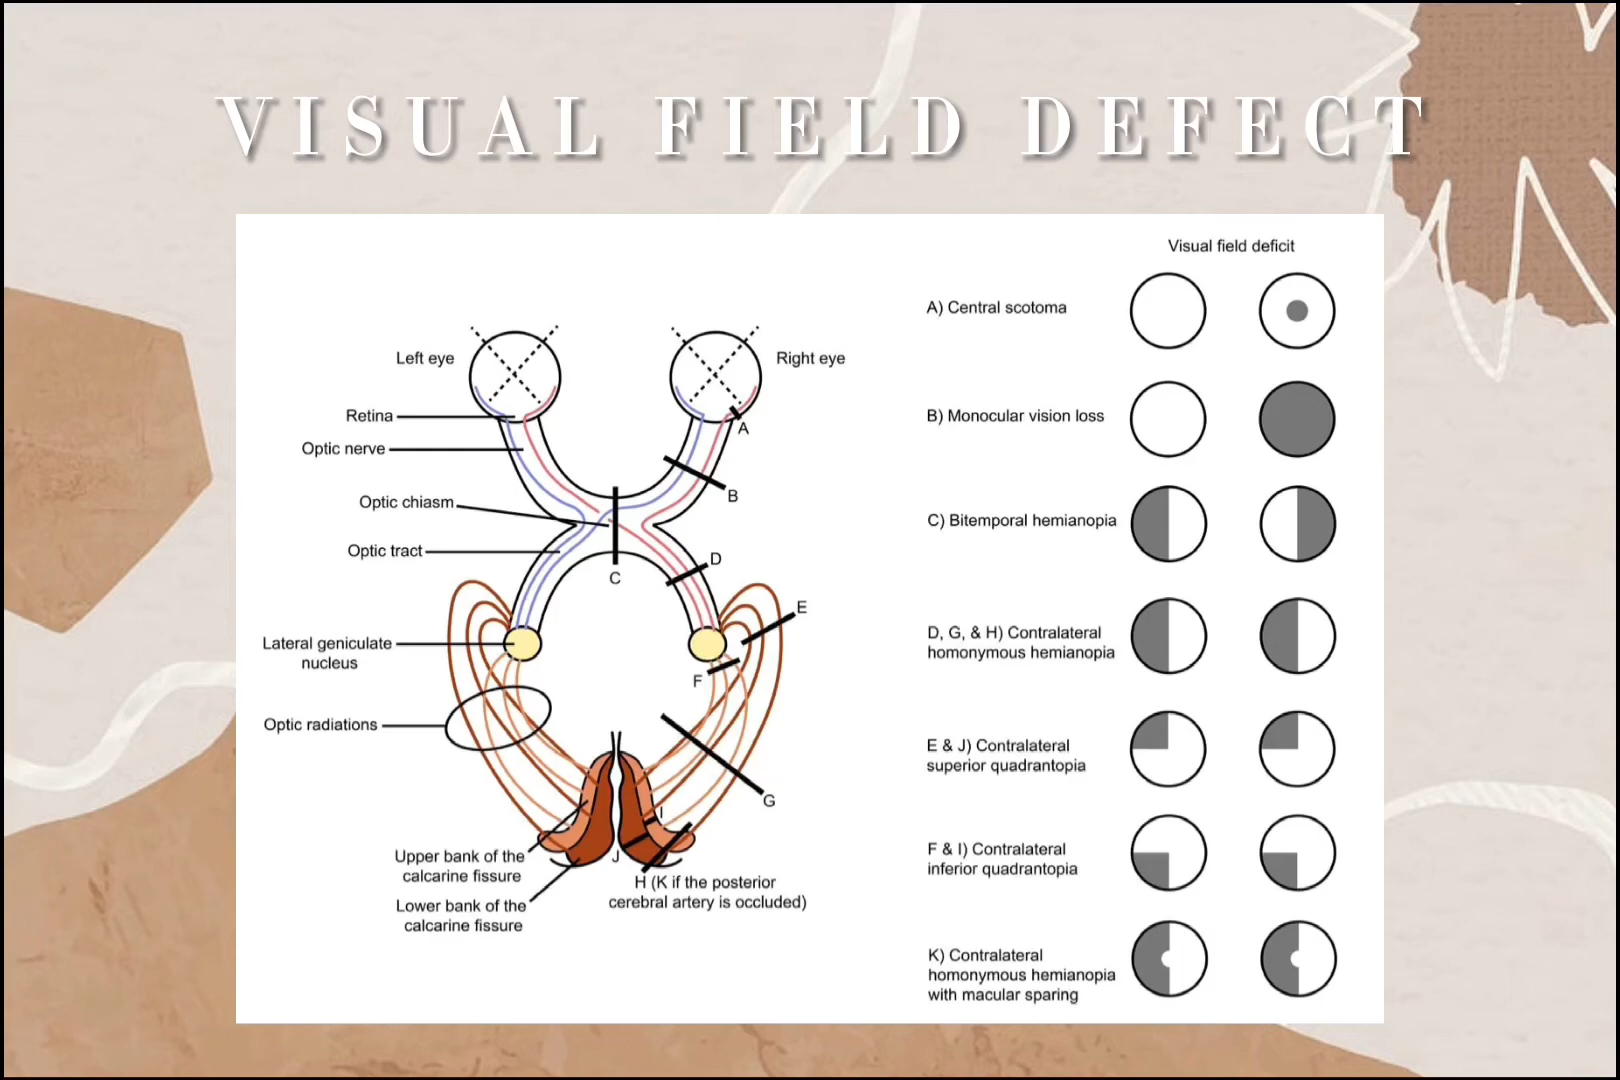 VISUAL FIELD DEFECT
Visual field deficit
Left eye
Right eye
Retina
Optic nerve
Optic chiasm
Optic tract
Lateral geniculate
nucleus
Optic radiations
Upper bank of the
calcarine fissure
Lower bank of the
calcarine fissure
A
B
C
D
E
F
G
I
J
H (K if the posterior
cerebral artery is occluded)
A) Central scotoma
B) Monocular vision loss
C) Bitemporal hemianopia
D, G, & H) Contralateral
homonymous hemianopia
E & J) Contralateral
superior quadrantopia
F & I) Contralateral
inferior quadrantopia
K) Contralateral
homonymous hemianopia
with macular sparing